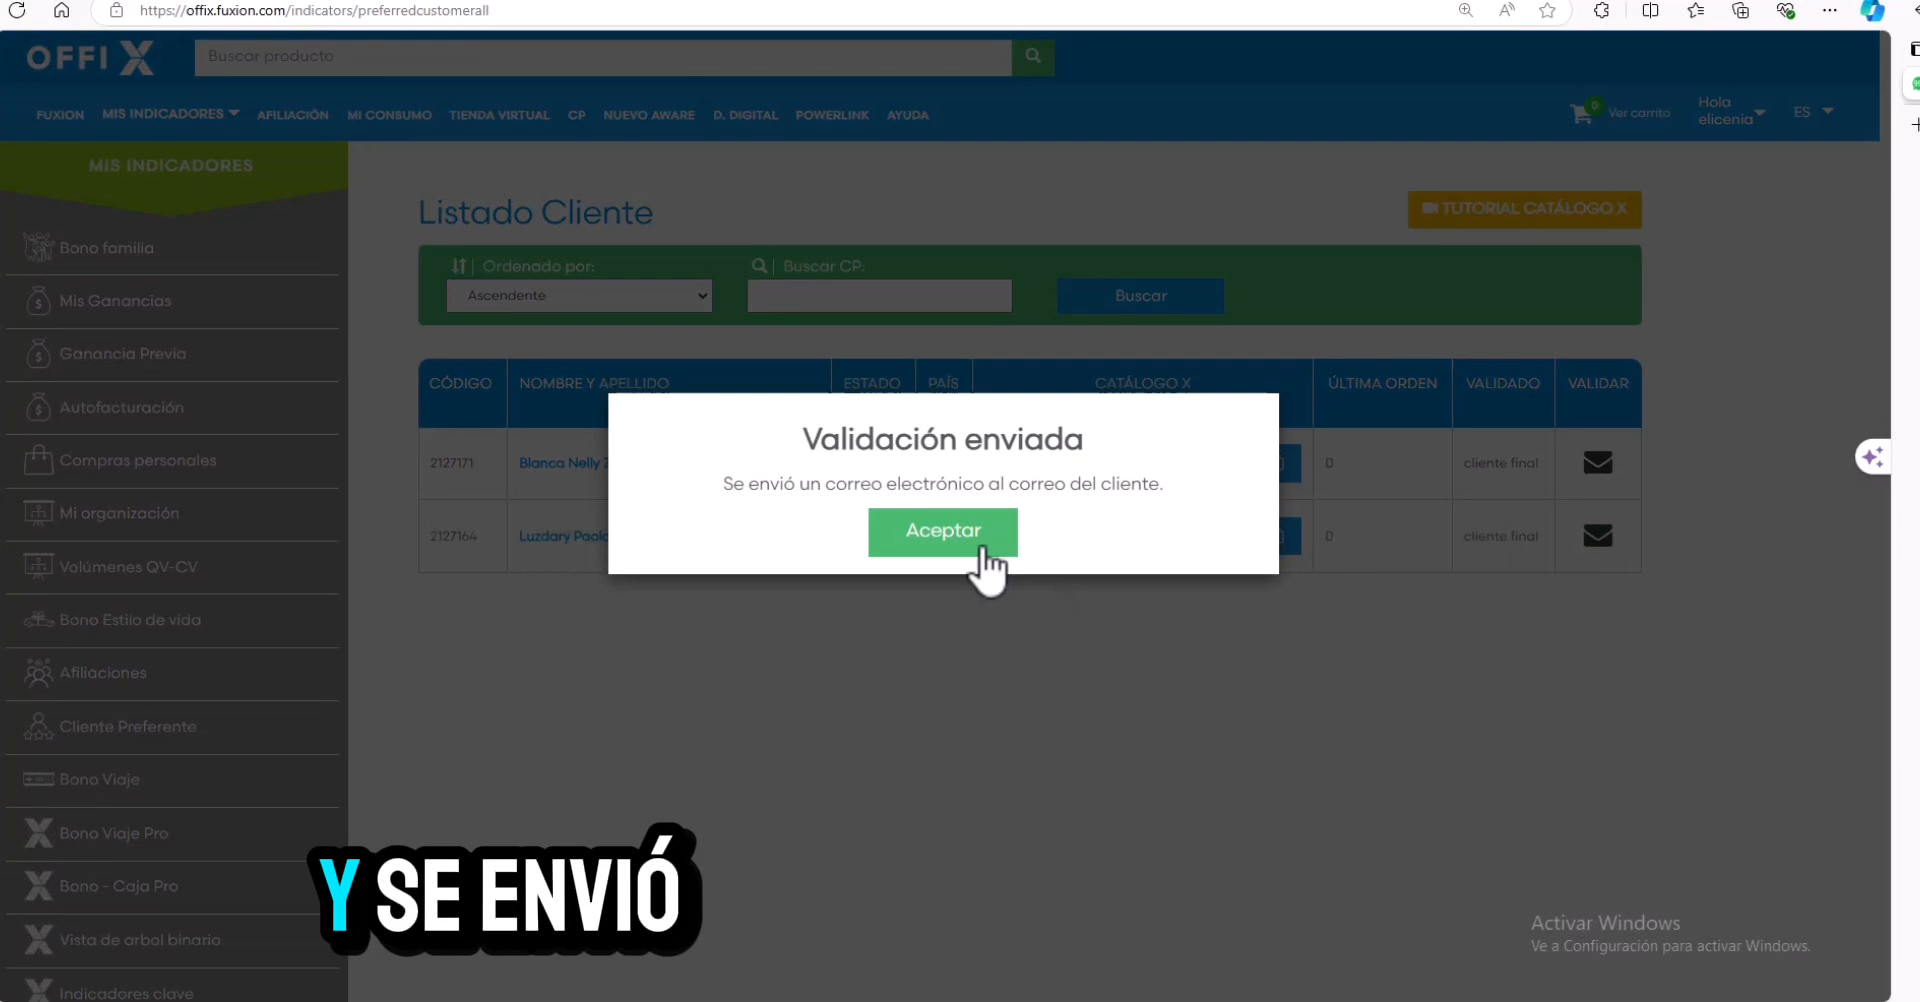 https://offix.fuxion.com/indicators/preferredcustomerall
OFFI X
Buscar producto
FUXION MIS INDICADORES AFILIACIÓN MI CONSUMO TIENDA VIRTUAL CP NUEVO AWARE D. DIGITAL POWERLINK AYUDA
0 Ver carrito
Hola
elicenia
ES
MIS INDICADORES
Bono familia
Mis Ganancias
Ganancia Previa
Autofacturación
Compras personales
Mi organización
Volúmenes QV-CV
Bono Estilo de vida
Afiliaciones
Cliente Preferente
Bono Viaje
Bono Viaje Pro
Bono - Caja Pro
Vista de arbol binario
Indicadores clave
Listado Cliente
TUTORIAL CATÁLOGO X
Ordenado por:
Buscar CP:
Ascendente
Buscar
CÓDIGO NOMBRE Y APELLIDO ESTADO PAÍS CATÁLOGO X ÚLTIMA ORDEN VALIDADO VALIDAR
2127171 Blanca Nelly 0 cliente final
2127164 Luzdary Paola 0 cliente final
Validación enviada
Se envió un correo electrónico al correo del cliente.
Aceptar
Y SE ENVIÓ
Activar Windows
Ve a Configuración para activar Windows.